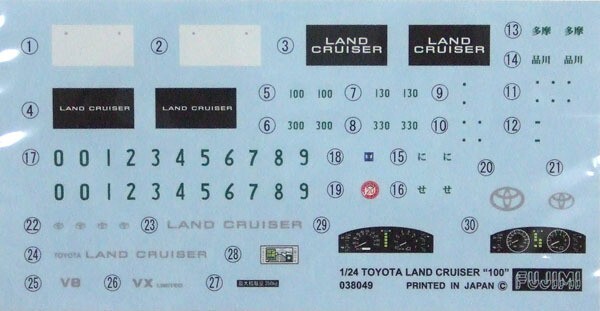 1 2 3 LAND CRUISER LAND CRUISER 13 多摩 多摩
14 品川 品川
4 LAND CRUISER LAND CRUISER 5 100 100 7 130 130 9 11
6 300 300 8 330 330 10 12
17 0 0 1 2 3 4 5 6 7 8 9 18 15 に に 20 21
0 0 1 2 3 4 5 6 7 8 9 19 16 せ せ
22 23 LAND CRUISER 29 30
24 TOYOTA LAND CRUISER 28
25 V8 26 VX LIMITED 27
1/24 TOYOTA LAND CRUISER "100" FUJIMI
038049 PRINTED IN JAPAN ©